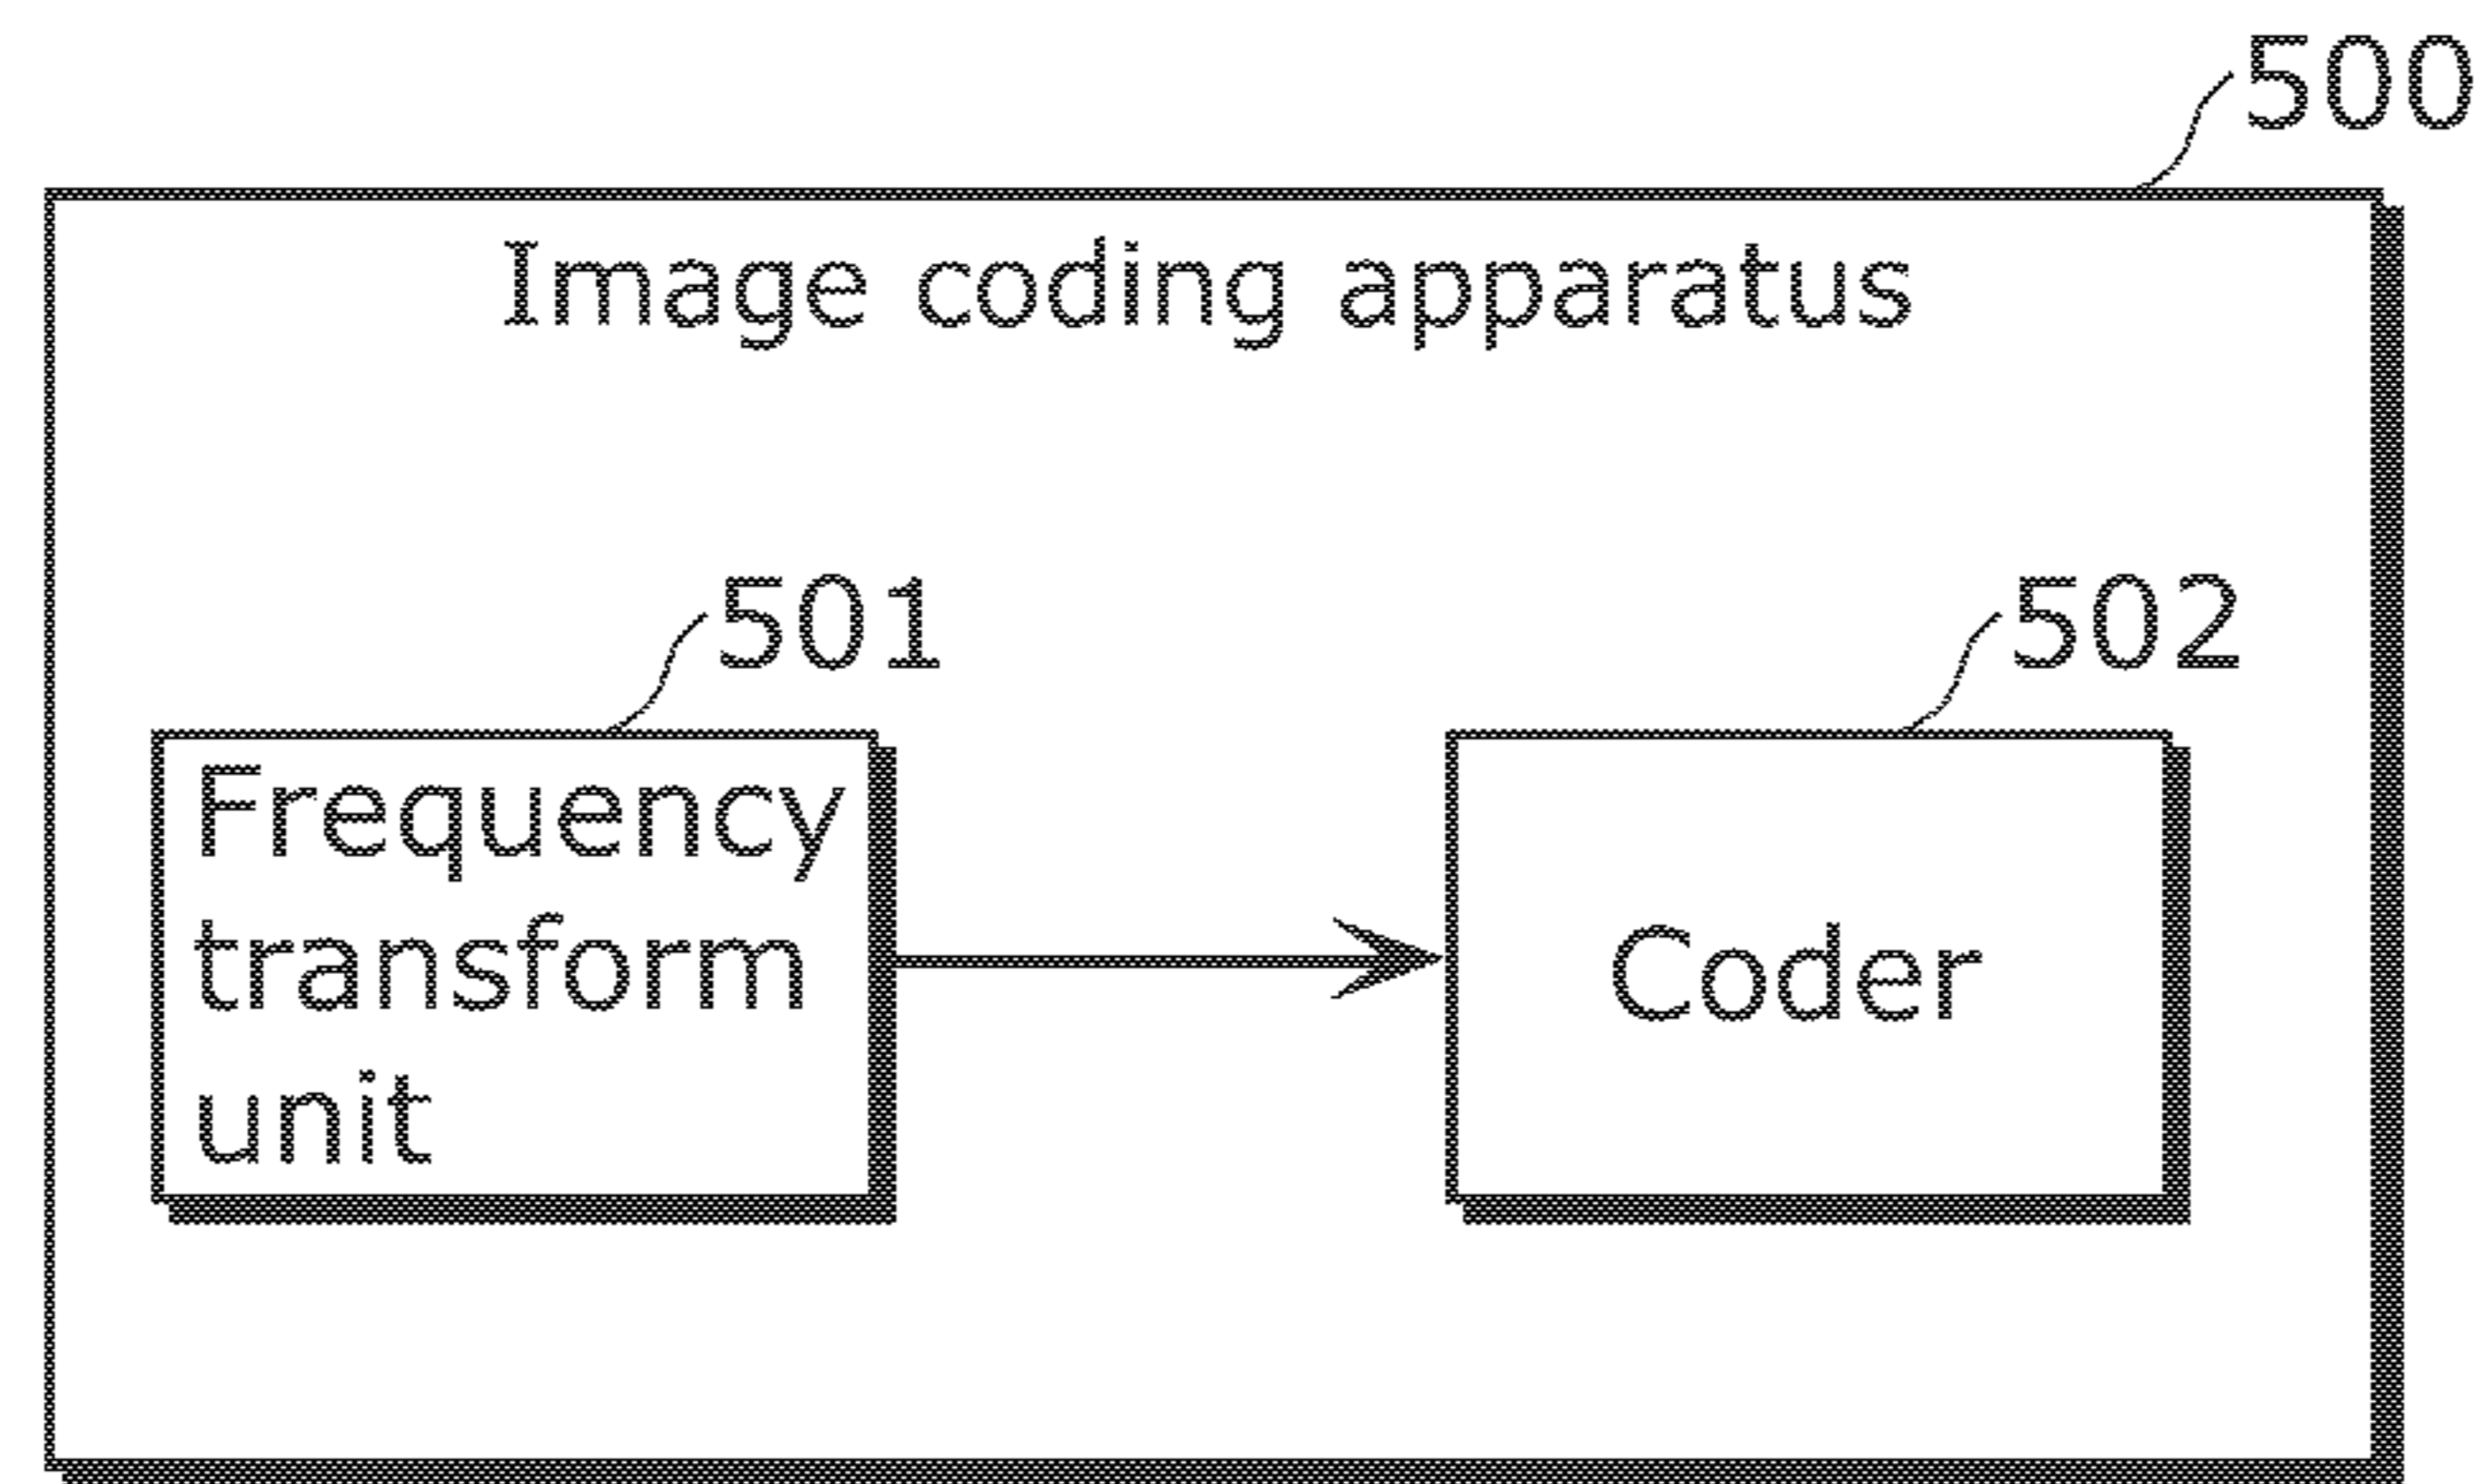 500
Image coding apparatus
501
502
Frequency
transform
unit
Coder